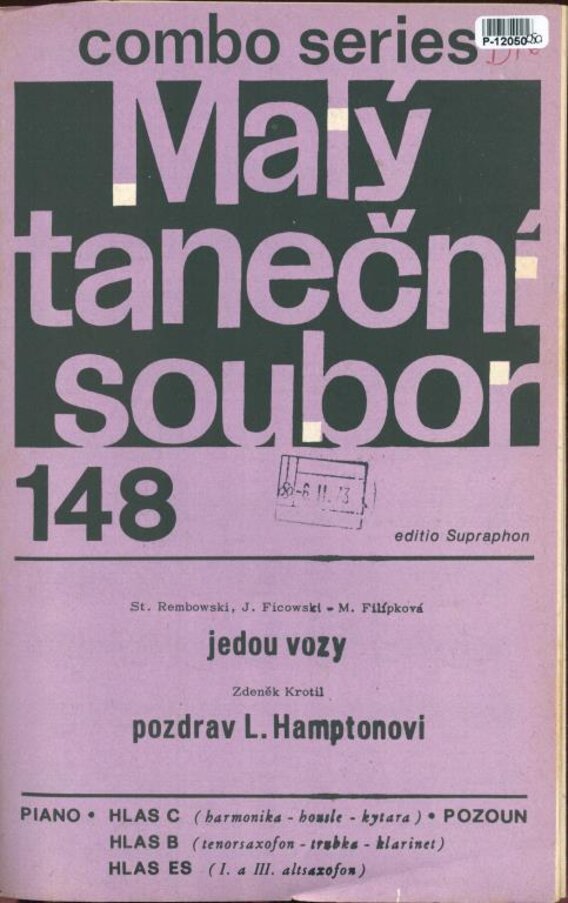 combo series
P-12050
Malý
taneční
soubor
148
editio Supraphon
St. Rembowski, J. Ficowski - M. Filípková
jedou vozy
Zdeněk Krotil
pozdrav L. Hamptonovi
PIANO • HLAS C (harmonika - housle - kytara) • POZOUN
HLAS B (tenorsaxofon - trubka - klarinet)
HLAS ES (I. a III. altsaxofon)